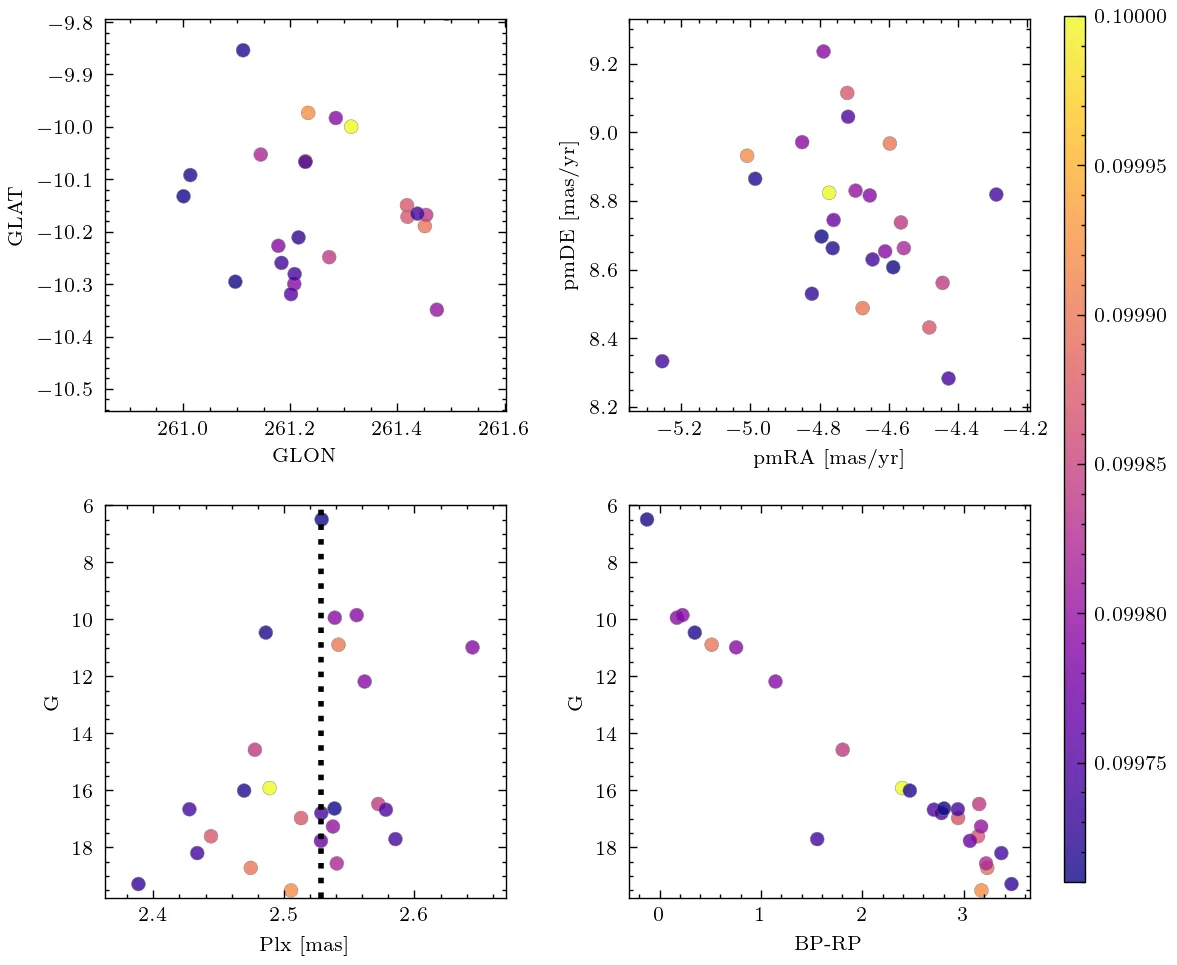 −9.8
−9.9
−10.0
−10.1
−10.2
−10.3
−10.4
−10.5
GLAT
261.0 261.2 261.4 261.6
GLON
9.2
9.0
8.8
8.6
8.4
8.2
pmDE [mas/yr]
−5.2 −5.0 −4.8 −4.6 −4.4 −4.2
pmRA [mas/yr]
6
8
10
12
14
16
18
G
2.4 2.5 2.6
Plx [mas]
6
8
10
12
14
16
18
G
0 1 2 3
BP-RP
0.10000
0.09995
0.09990
0.09985
0.09980
0.09975